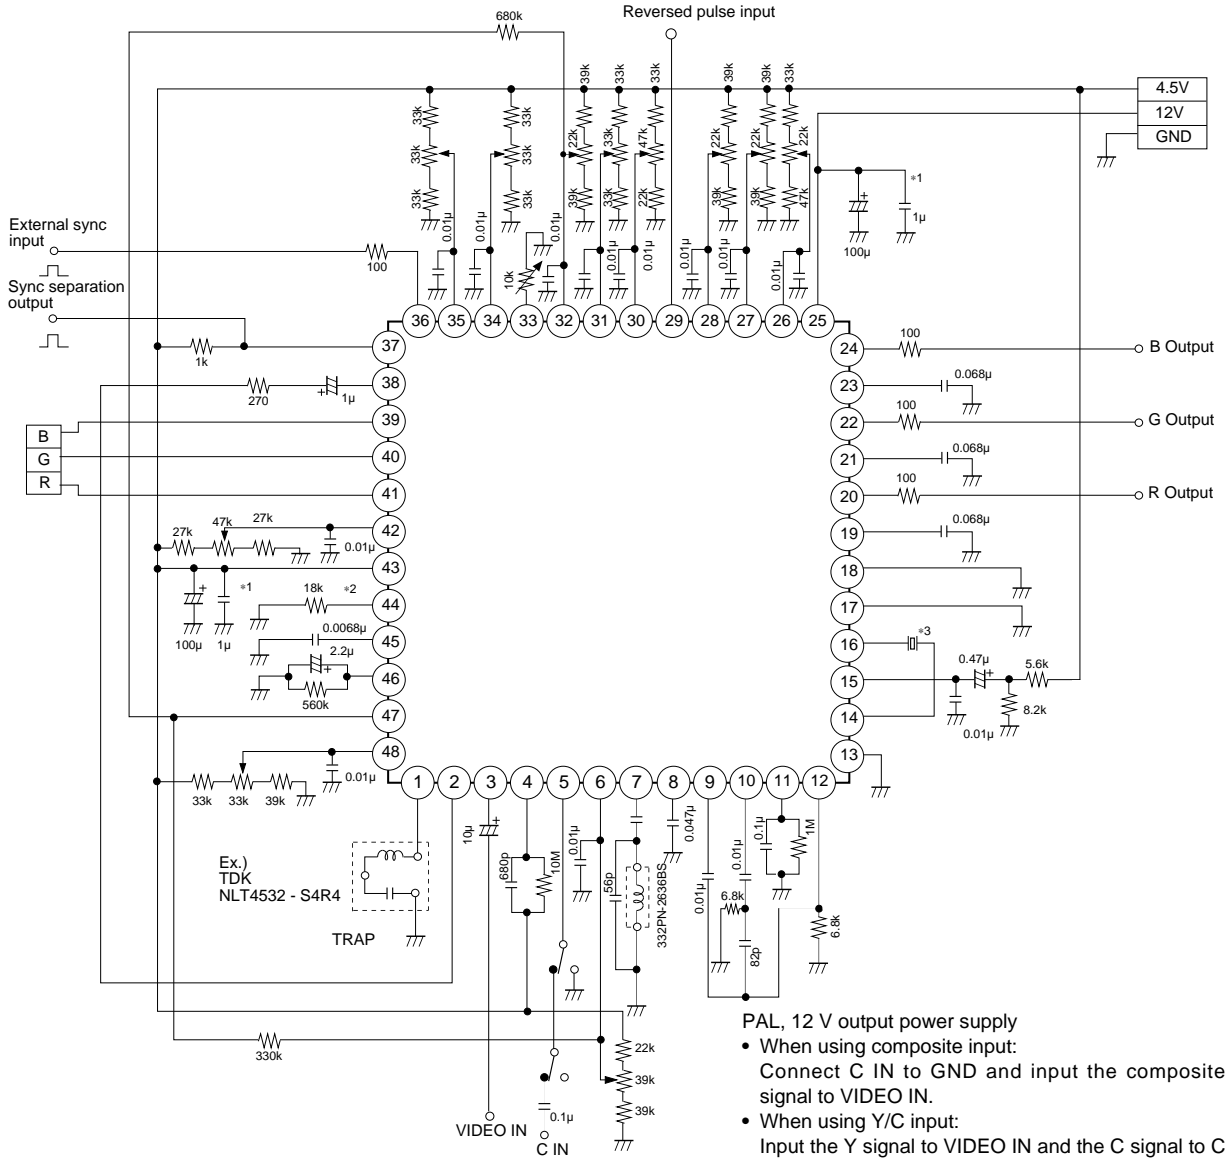 Reversed pulse input
680k
39k 33k 33k 39k 39k 33k
4.5V
12V
GND
33k 33k 22k 33k 47k 22k 22k 22k
33k 33k
33k 33k 39k 33k 22k 39k 39k 47k
*1
1µ
100µ
External sync
input
100
0.01µ 0.01µ 10k 0.01µ 0.01µ 0.01µ 0.01µ 0.01µ 0.01µ
Sync separation
output
36 35 34 33 32 31 30 29 28 27 26 25
1k
37
38
270
+
1µ
39
40
41
B
G
R
27k 47k 27k
42
0.01µ
43
+
*1
100µ 1µ
18k *2
44
0.0068µ
45
2.2µ
+
46
560k
47
48
0.01µ
33k 33k 39k
24
100
B Output
23
0.068µ
22
100
G Output
21
0.068µ
20
100
R Output
19
0.068µ
18
17
16
*3
15
0.47µ
+
5.6k
8.2k
0.01µ
14
13
1 2 3 4 5 6 7 8 9 10 11 12
Ex.)
TDK
NLT4532 - S4R4
TRAP
10µ
+
680p
10M
0.01µ
56p
332PN-2636BS
0.047µ
0.01µ
0.01µ
6.8k
82p
0.1µ
1M
6.8k
330k
22k
39k
39k
0.1µ
VIDEO IN
C IN
PAL, 12 V output power supply
• When using composite input:
Connect C IN to GND and input the composite
signal to VIDEO IN.
• When using Y/C input:
Input the Y signal to VIDEO IN and the C signal to C